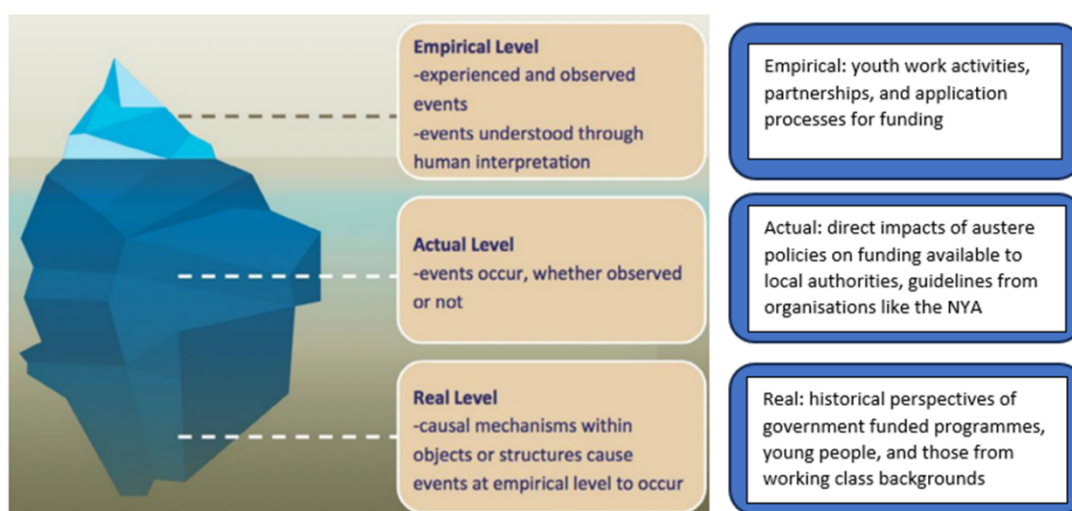 Empirical Level
-experienced and observed
events
-events understood through
human interpretation
Empirical: youth work activities,
partnerships, and application
processes for funding
Actual Level
-events occur, whether observed
or not
Actual: direct impacts of austere
policies on funding available to
local authorities, guidelines from
organisations like the NYA
Real Level
-causal mechanisms within
objects or structures cause
events at empirical level to occur
Real: historical perspectives of
government funded programmes,
young people, and those from
working class backgrounds